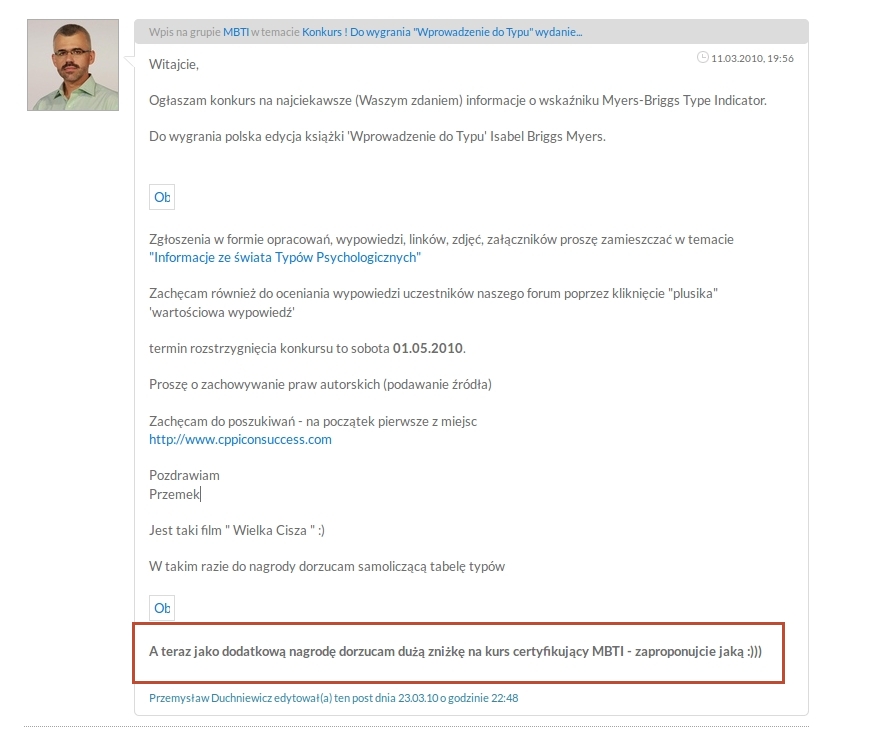 Wpis na grupie MBTI w temacie Konkurs ! Do wygrania "Wprowadzenie do Typu" wydanie...
11.03.2010, 19:56
Witajcie,
Ogłaszam konkurs na najciekawsze (Waszym zdaniem) informacje o wskaźniku Myers-Briggs Type Indicator.
Do wygrania polska edycja książki 'Wprowadzenie do Typu' Isabel Briggs Myers.
Ob
Zgłoszenia w formie opracowań, wypowiedzi, linków, zdjęć, załączników proszę zamieszczać w temacie
"Informacje ze świata Typów Psychologicznych"
Zachęcam również do oceniania wypowiedzi uczestników naszego forum poprzez kliknięcie "plusika"
'wartościowa wypowiedź'
termin rozstrzygnięcia konkursu to sobota 01.05.2010.
Proszę o zachowywanie praw autorskich (podawanie źródła)
Zachęcam do poszukiwań - na początek pierwsze z miejsc
http://www.cppiconsuccess.com
Pozdrawiam
Przemek
Jest taki film " Wielka Cisza " :)
W takim razie do nagrody dorzucam samoliczącą tabelę typów
Ob
A teraz jako dodatkową nagrodę dorzucam dużą zniżkę na kurs certyfikujący MBTI - zaproponujcie jaką :)))
Przemysław Duchniewicz edytował(a) ten post dnia 23.03.10 o godzinie 22:48